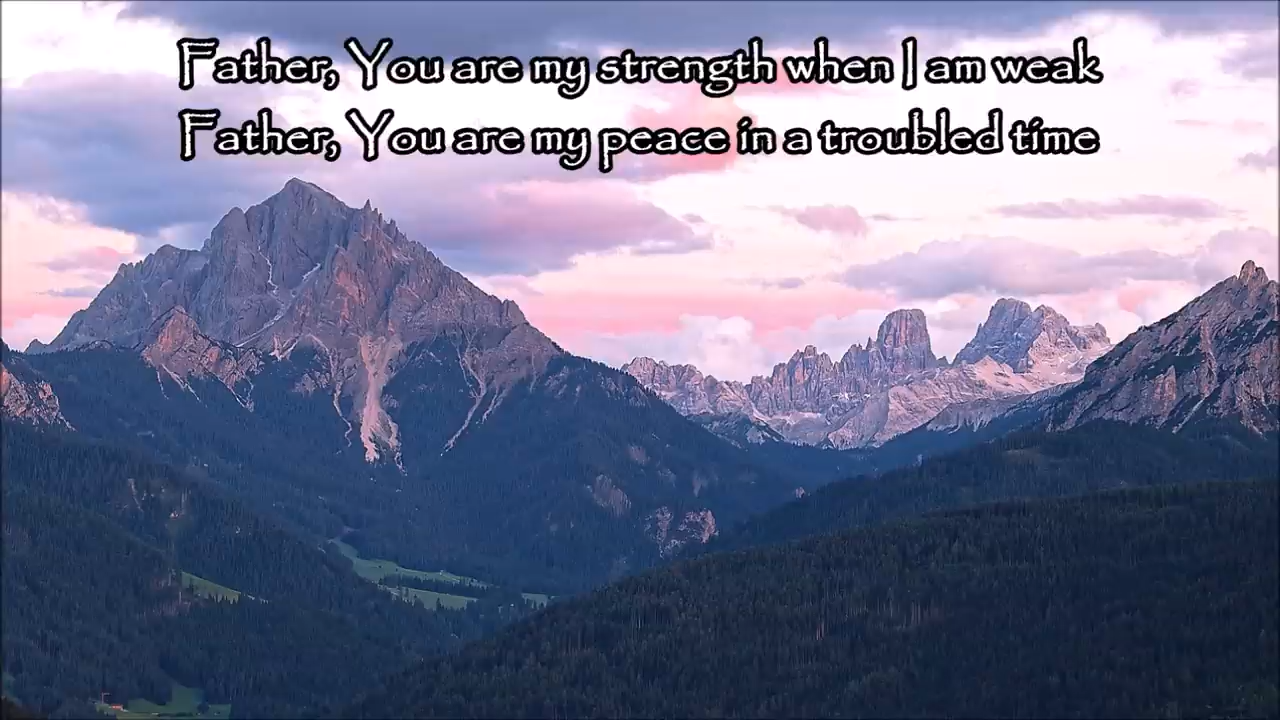 Father, You are my strength when I am weak
Father, You are my peace in a troubled time